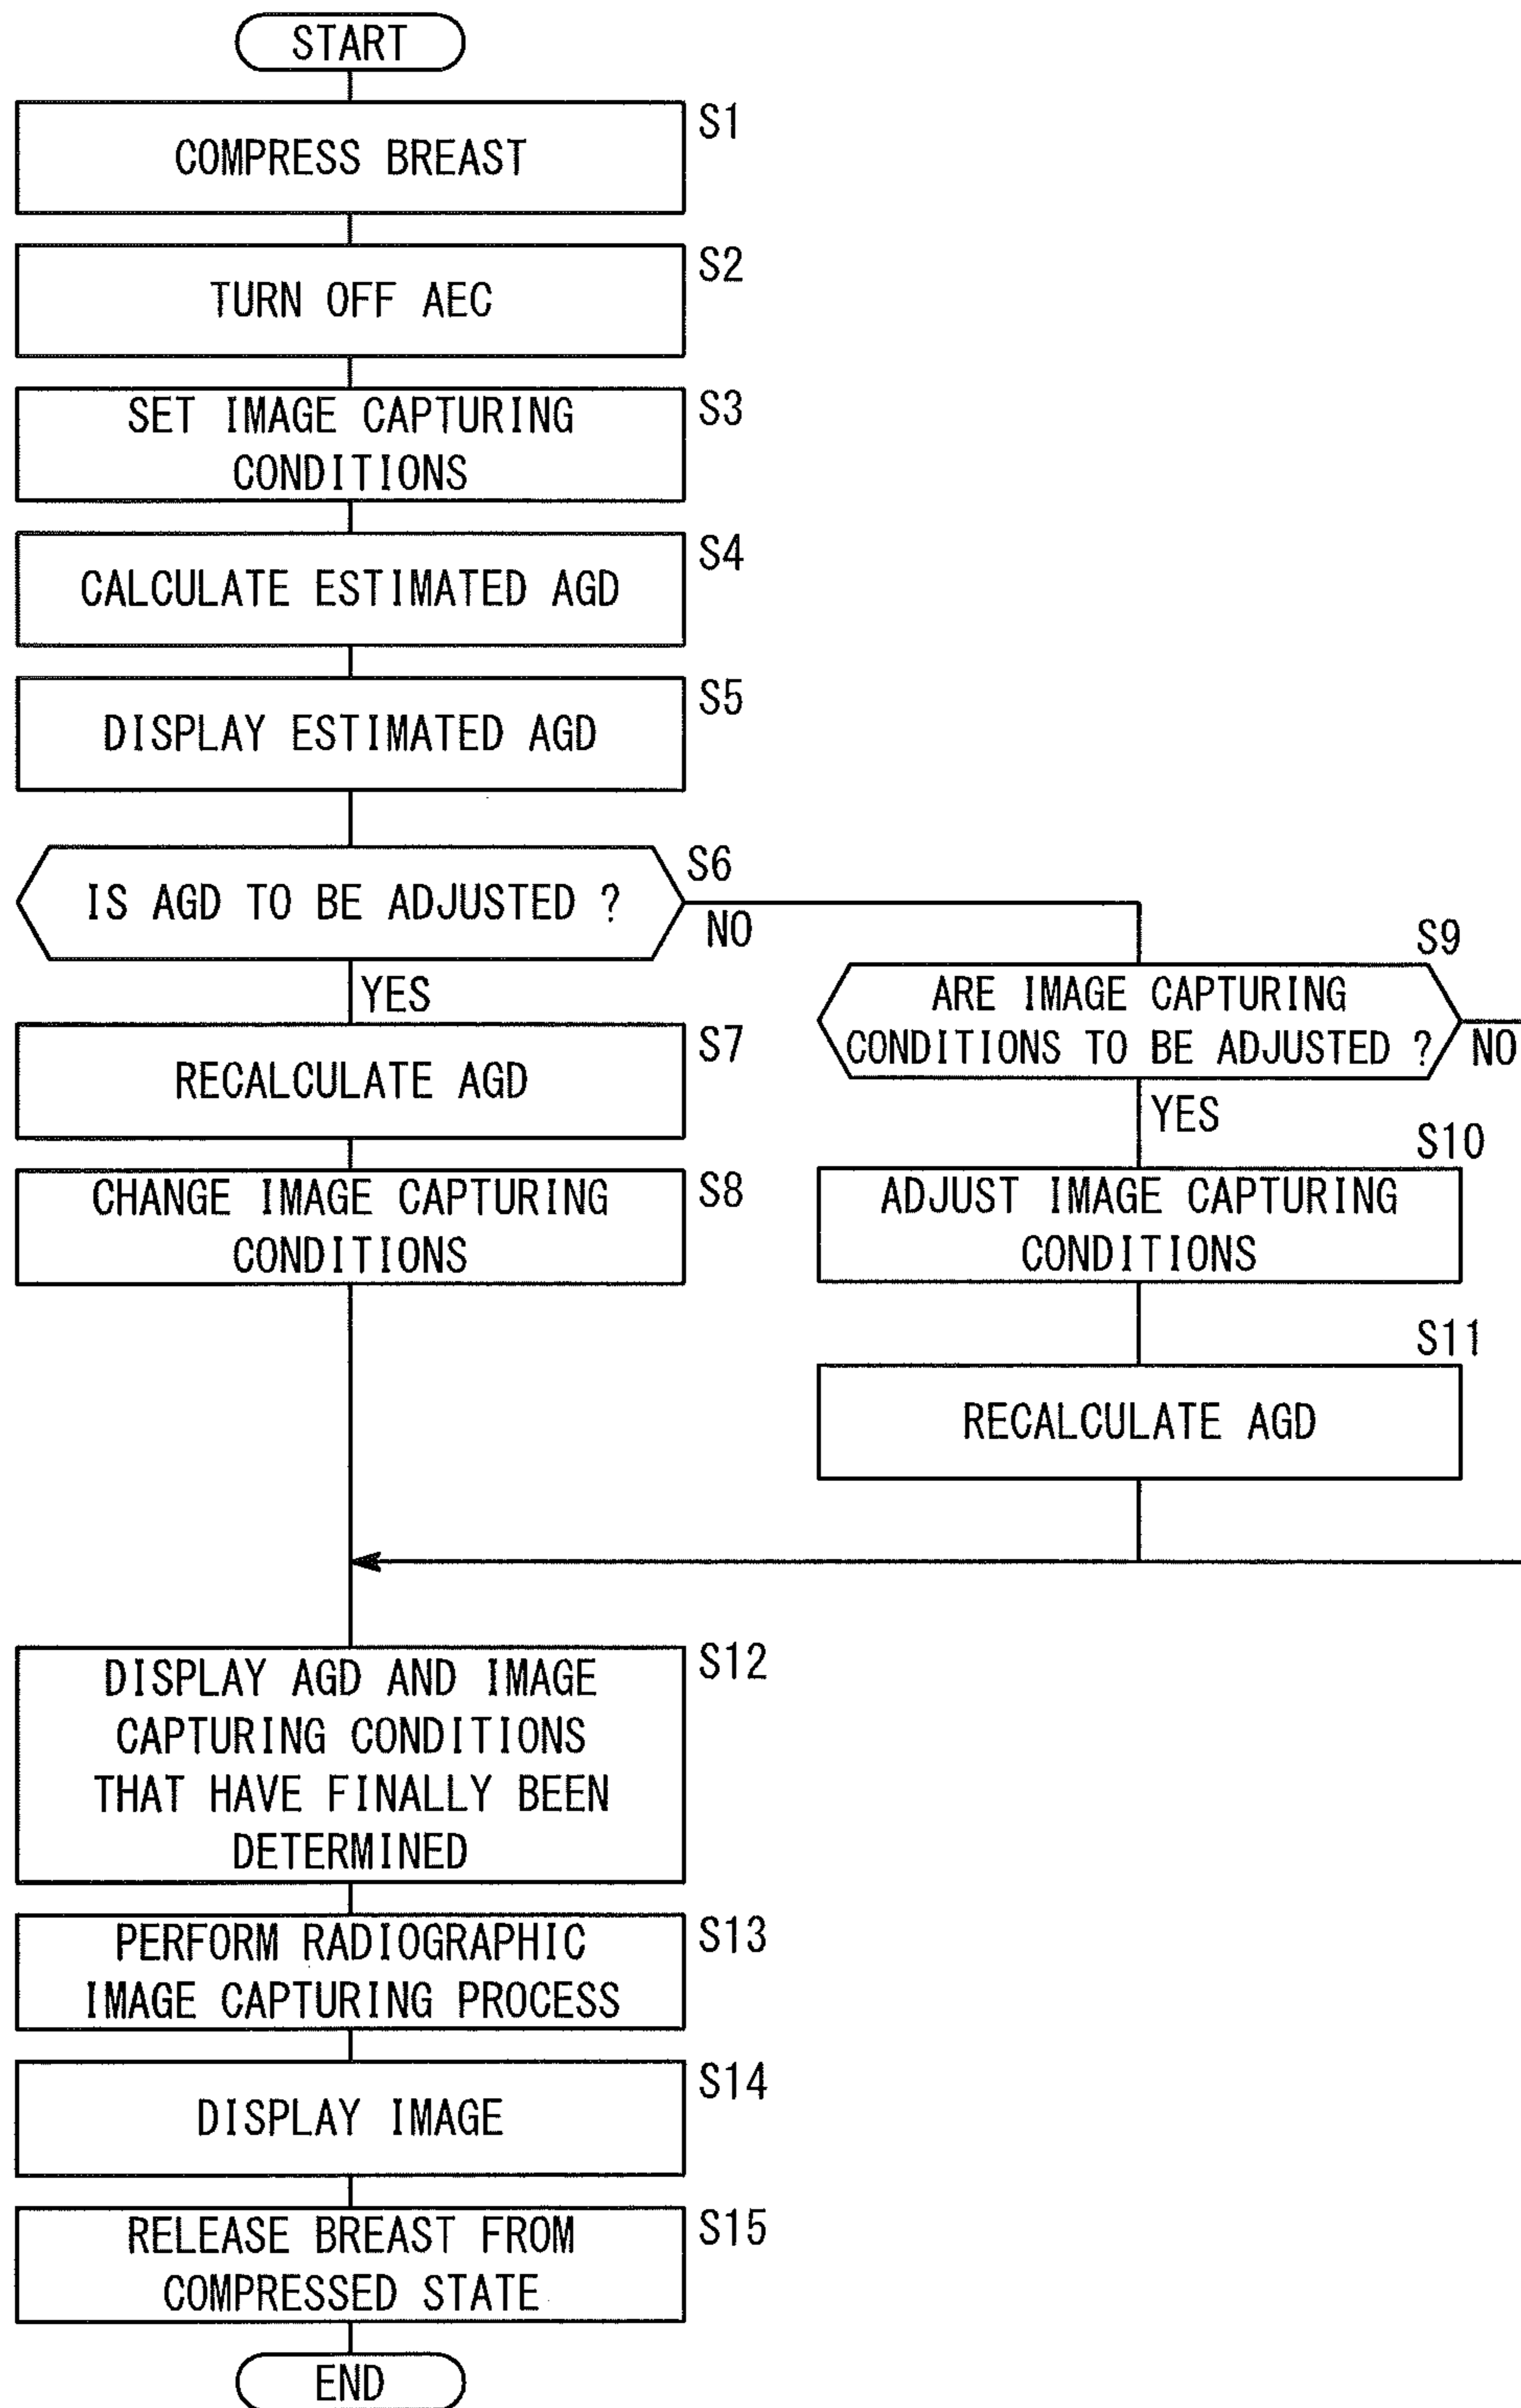 START
S1
COMPRESS BREAST
S2
TURN OFF AEC
S3
SET IMAGE CAPTURING
CONDITIONS
S4
CALCULATE ESTIMATED AGD
S5
DISPLAY ESTIMATED AGD
S6
IS AGD TO BE ADJUSTED ?
NO
YES
S7
RECALCULATE AGD
S8
CHANGE IMAGE CAPTURING
CONDITIONS
S9
ARE IMAGE CAPTURING
CONDITIONS TO BE ADJUSTED ?
NO
YES
S10
ADJUST IMAGE CAPTURING
CONDITIONS
S11
RECALCULATE AGD
S12
DISPLAY AGD AND IMAGE
CAPTURING CONDITIONS
THAT HAVE FINALLY BEEN
DETERMINED
S13
PERFORM RADIOGRAPHIC
IMAGE CAPTURING PROCESS
S14
DISPLAY IMAGE
S15
RELEASE BREAST FROM
COMPRESSED STATE
END